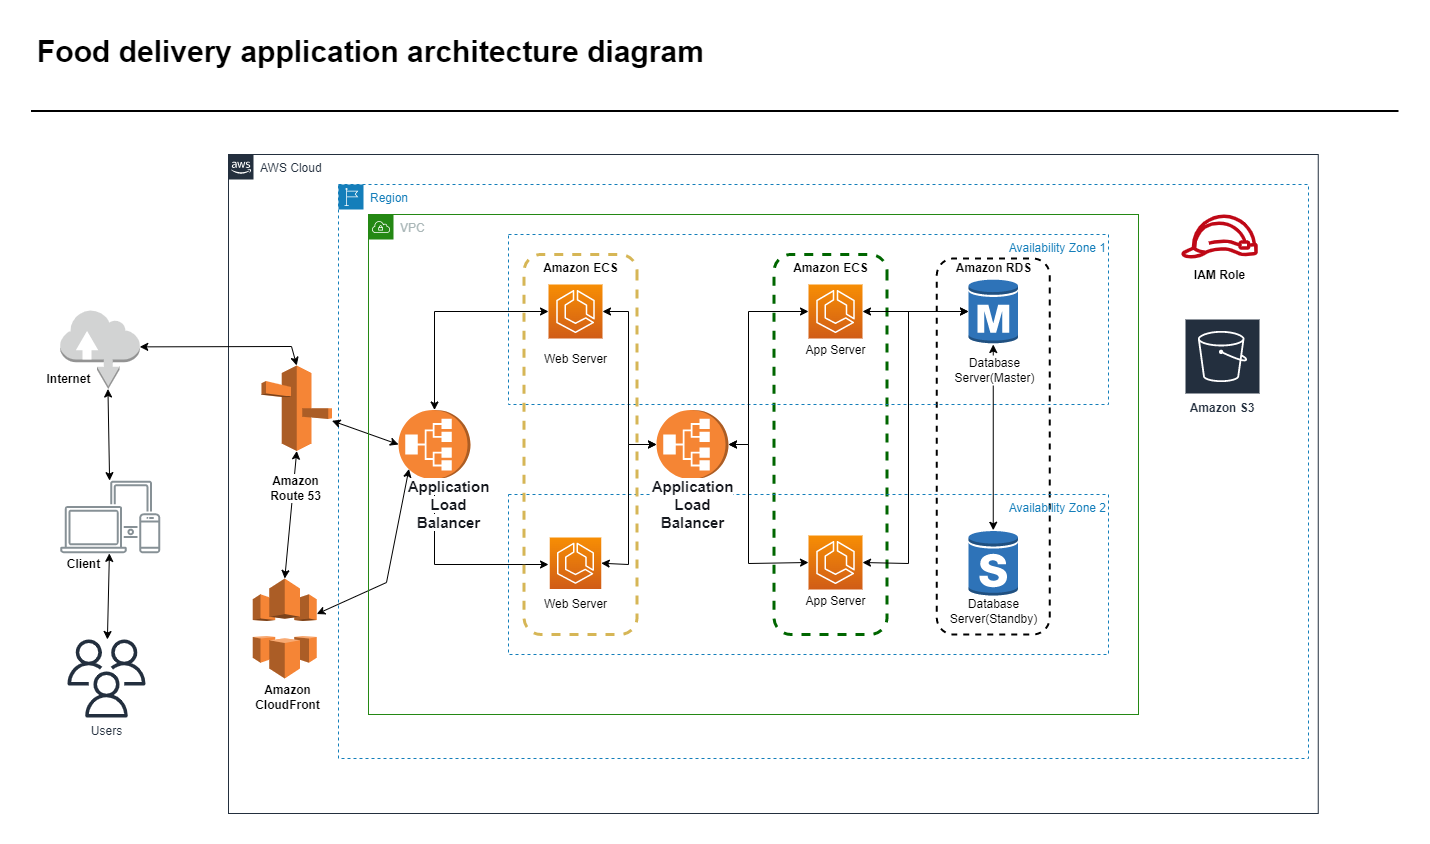 Food delivery application architecture diagram
aws
AWS Cloud
Region
VPC
Availability Zone 1
Amazon ECS
Amazon ECS
Amazon RDS
M
Web Server
App Server
Database
Server(Master)
IAM Role
Amazon S3
Internet
Amazon
Route 53
Application
Load
Balancer
Application
Load
Balancer
Availability Zone 2
Client
S
Web Server
App Server
Database
Server(Standby)
Amazon
CloudFront
Users